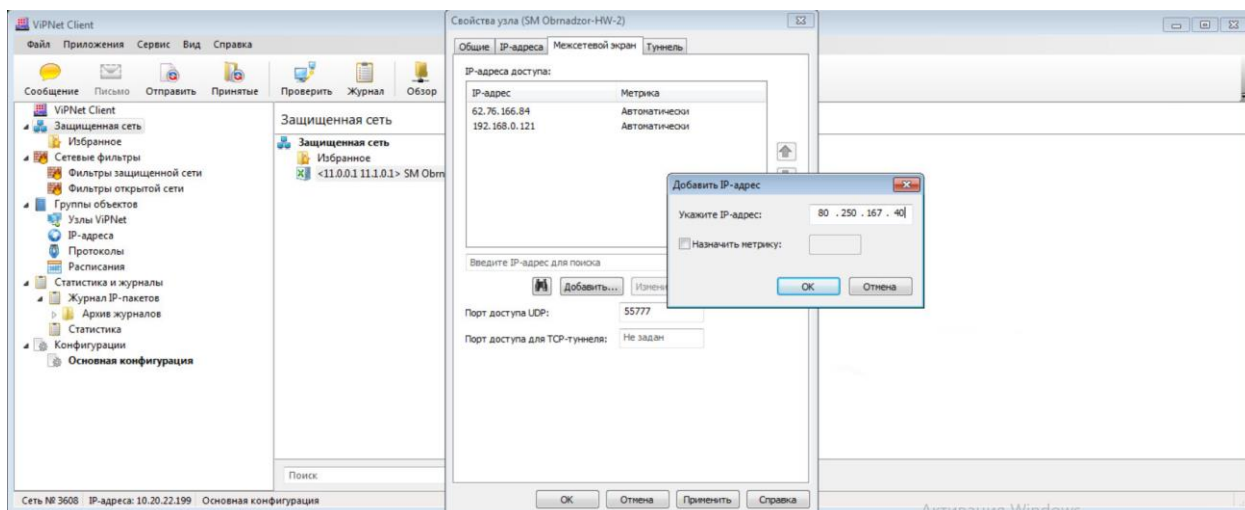 ViPNet Client
Файл Приложения Сервис Вид Справка
Сообщение Письмо Отправить Принятые Проверить Журнал Обзор
ViPNet Client
Защищенная сеть
Избранное
Сетевые фильтры
Фильтры защищенной сети
Фильтры открытой сети
Группы объектов
Узлы ViPNet
IP-адреса
Протоколы
Расписания
Статистика и журналы
Журнал IP-пакетов
Архив журналов
Статистика
Конфигурации
Основная конфигурация
Защищенная сеть
Защищенная сеть
Избранное
<11.0.0.1 11.1.0.1> SM Obrn
Поиск
Сеть № 3608 IP-адреса: 10.20.22.199 Основная конфигурация
Свойства узла (SM Obrnadzor-HW-2)
Общие IP-адреса Межсетевой экран Туннель
IP-адреса доступа:
IP-адрес Метрика
62.76.166.84 Автоматически
192.168.0.121 Автоматически
Введите IP-адрес для поиска
Добавить... Измени
Порт доступа UDP: 55777
Порт доступа для TCP-туннеля: Не задан
OK Отмена Применить Справка
Добавить IP-адрес
Укажите IP-адрес: 80 . 250 . 167 . 40
Назначить метрику:
OK Отмена
Активация Windows